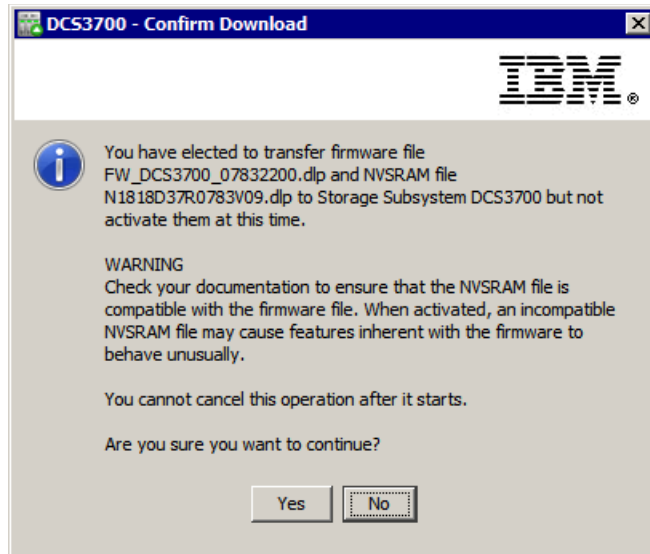 DCS3700 - Confirm Download
IBM®
You have elected to transfer firmware file
FW_DCS3700_07832200.dlp and NVSRAM file
N1818D37R0783V09.dlp to Storage Subsystem DCS3700 but not
activate them at this time.
WARNING
Check your documentation to ensure that the NVSRAM file is
compatible with the firmware file. When activated, an incompatible
NVSRAM file may cause features inherent with the firmware to
behave unusually.
You cannot cancel this operation after it starts.
Are you sure you want to continue?
Yes No